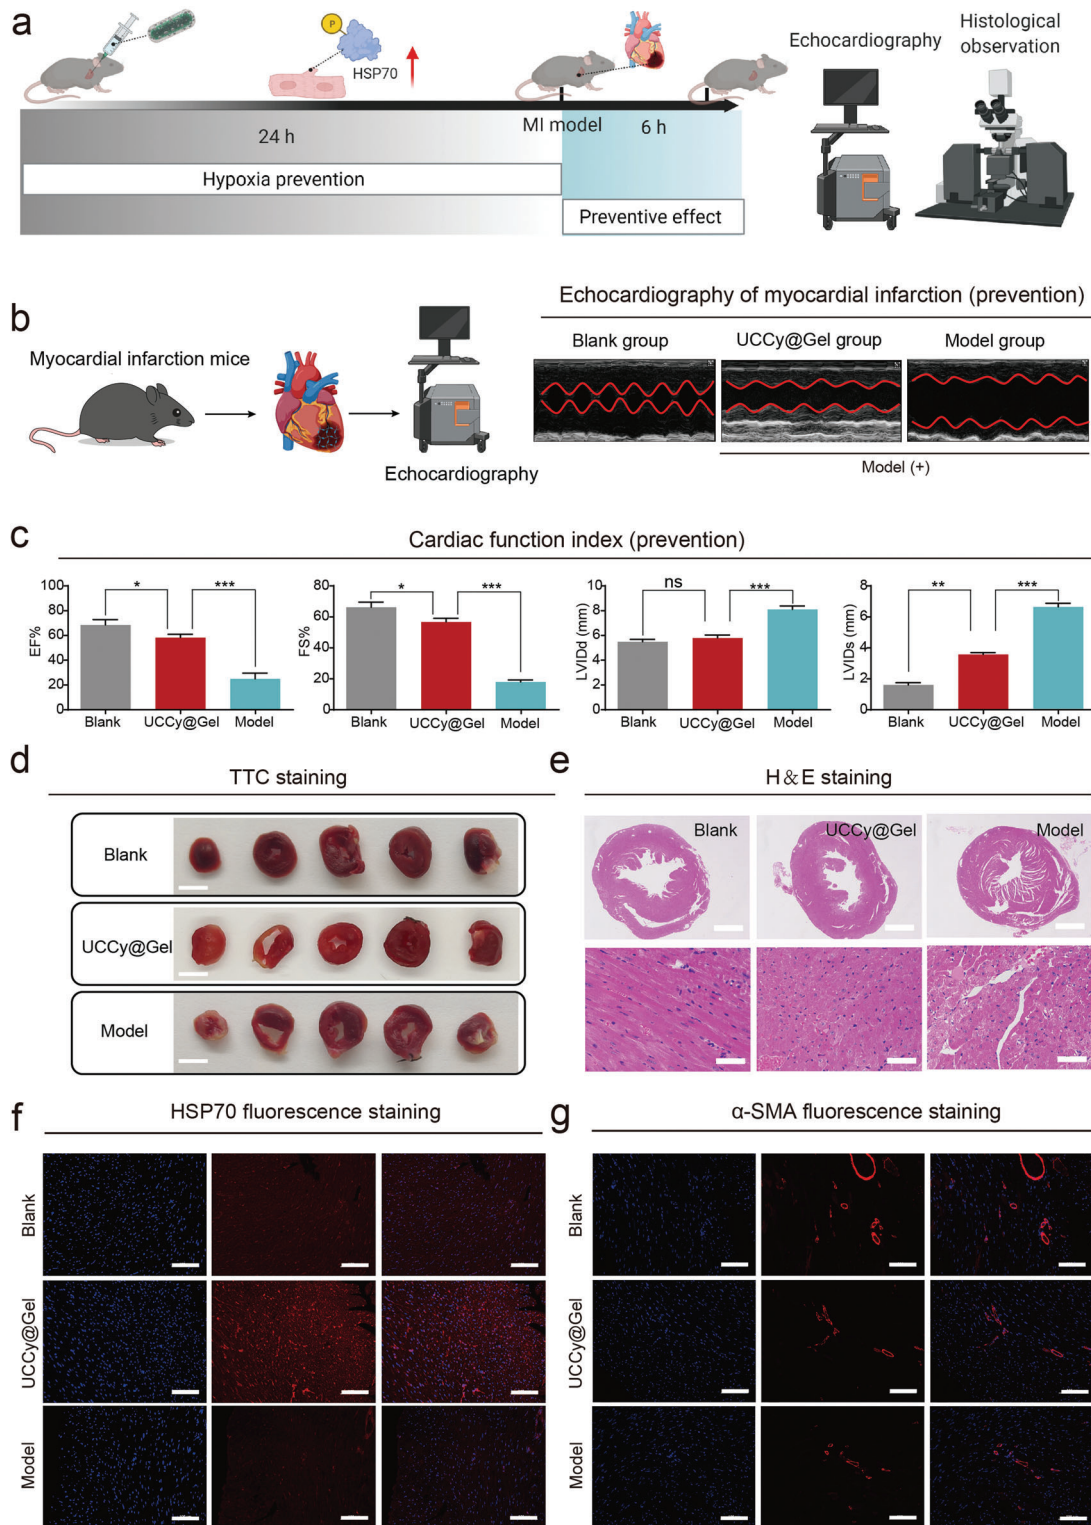 a
P
HSP70
Echocardiography
Histological
observation
24 h
MI model
6 h
Hypoxia prevention
Preventive effect
b
Myocardial infarction mice
Echocardiography
Echocardiography of myocardial infarction (prevention)
Blank group
UCCy@Gel group
Model group
Model (+)
c
Cardiac function index (prevention)
EF%
100
80
60
40
20
0
*
***
Blank
UCCy@Gel
Model
FS%
80
60
40
20
0
*
***
Blank
UCCy@Gel
Model
LVIDd (mm)
10
8
6
4
2
0
ns
***
Blank
UCCy@Gel
Model
LVIDs (mm)
8
6
4
2
0
**
***
Blank
UCCy@Gel
Model
d
TTC staining
Blank
UCCy@Gel
Model
e
H&E staining
Blank
UCCy@Gel
Model
f
HSP70 fluorescence staining
Blank
UCCy@Gel
Model
g
α-SMA fluorescence staining
Blank
UCCy@Gel
Model